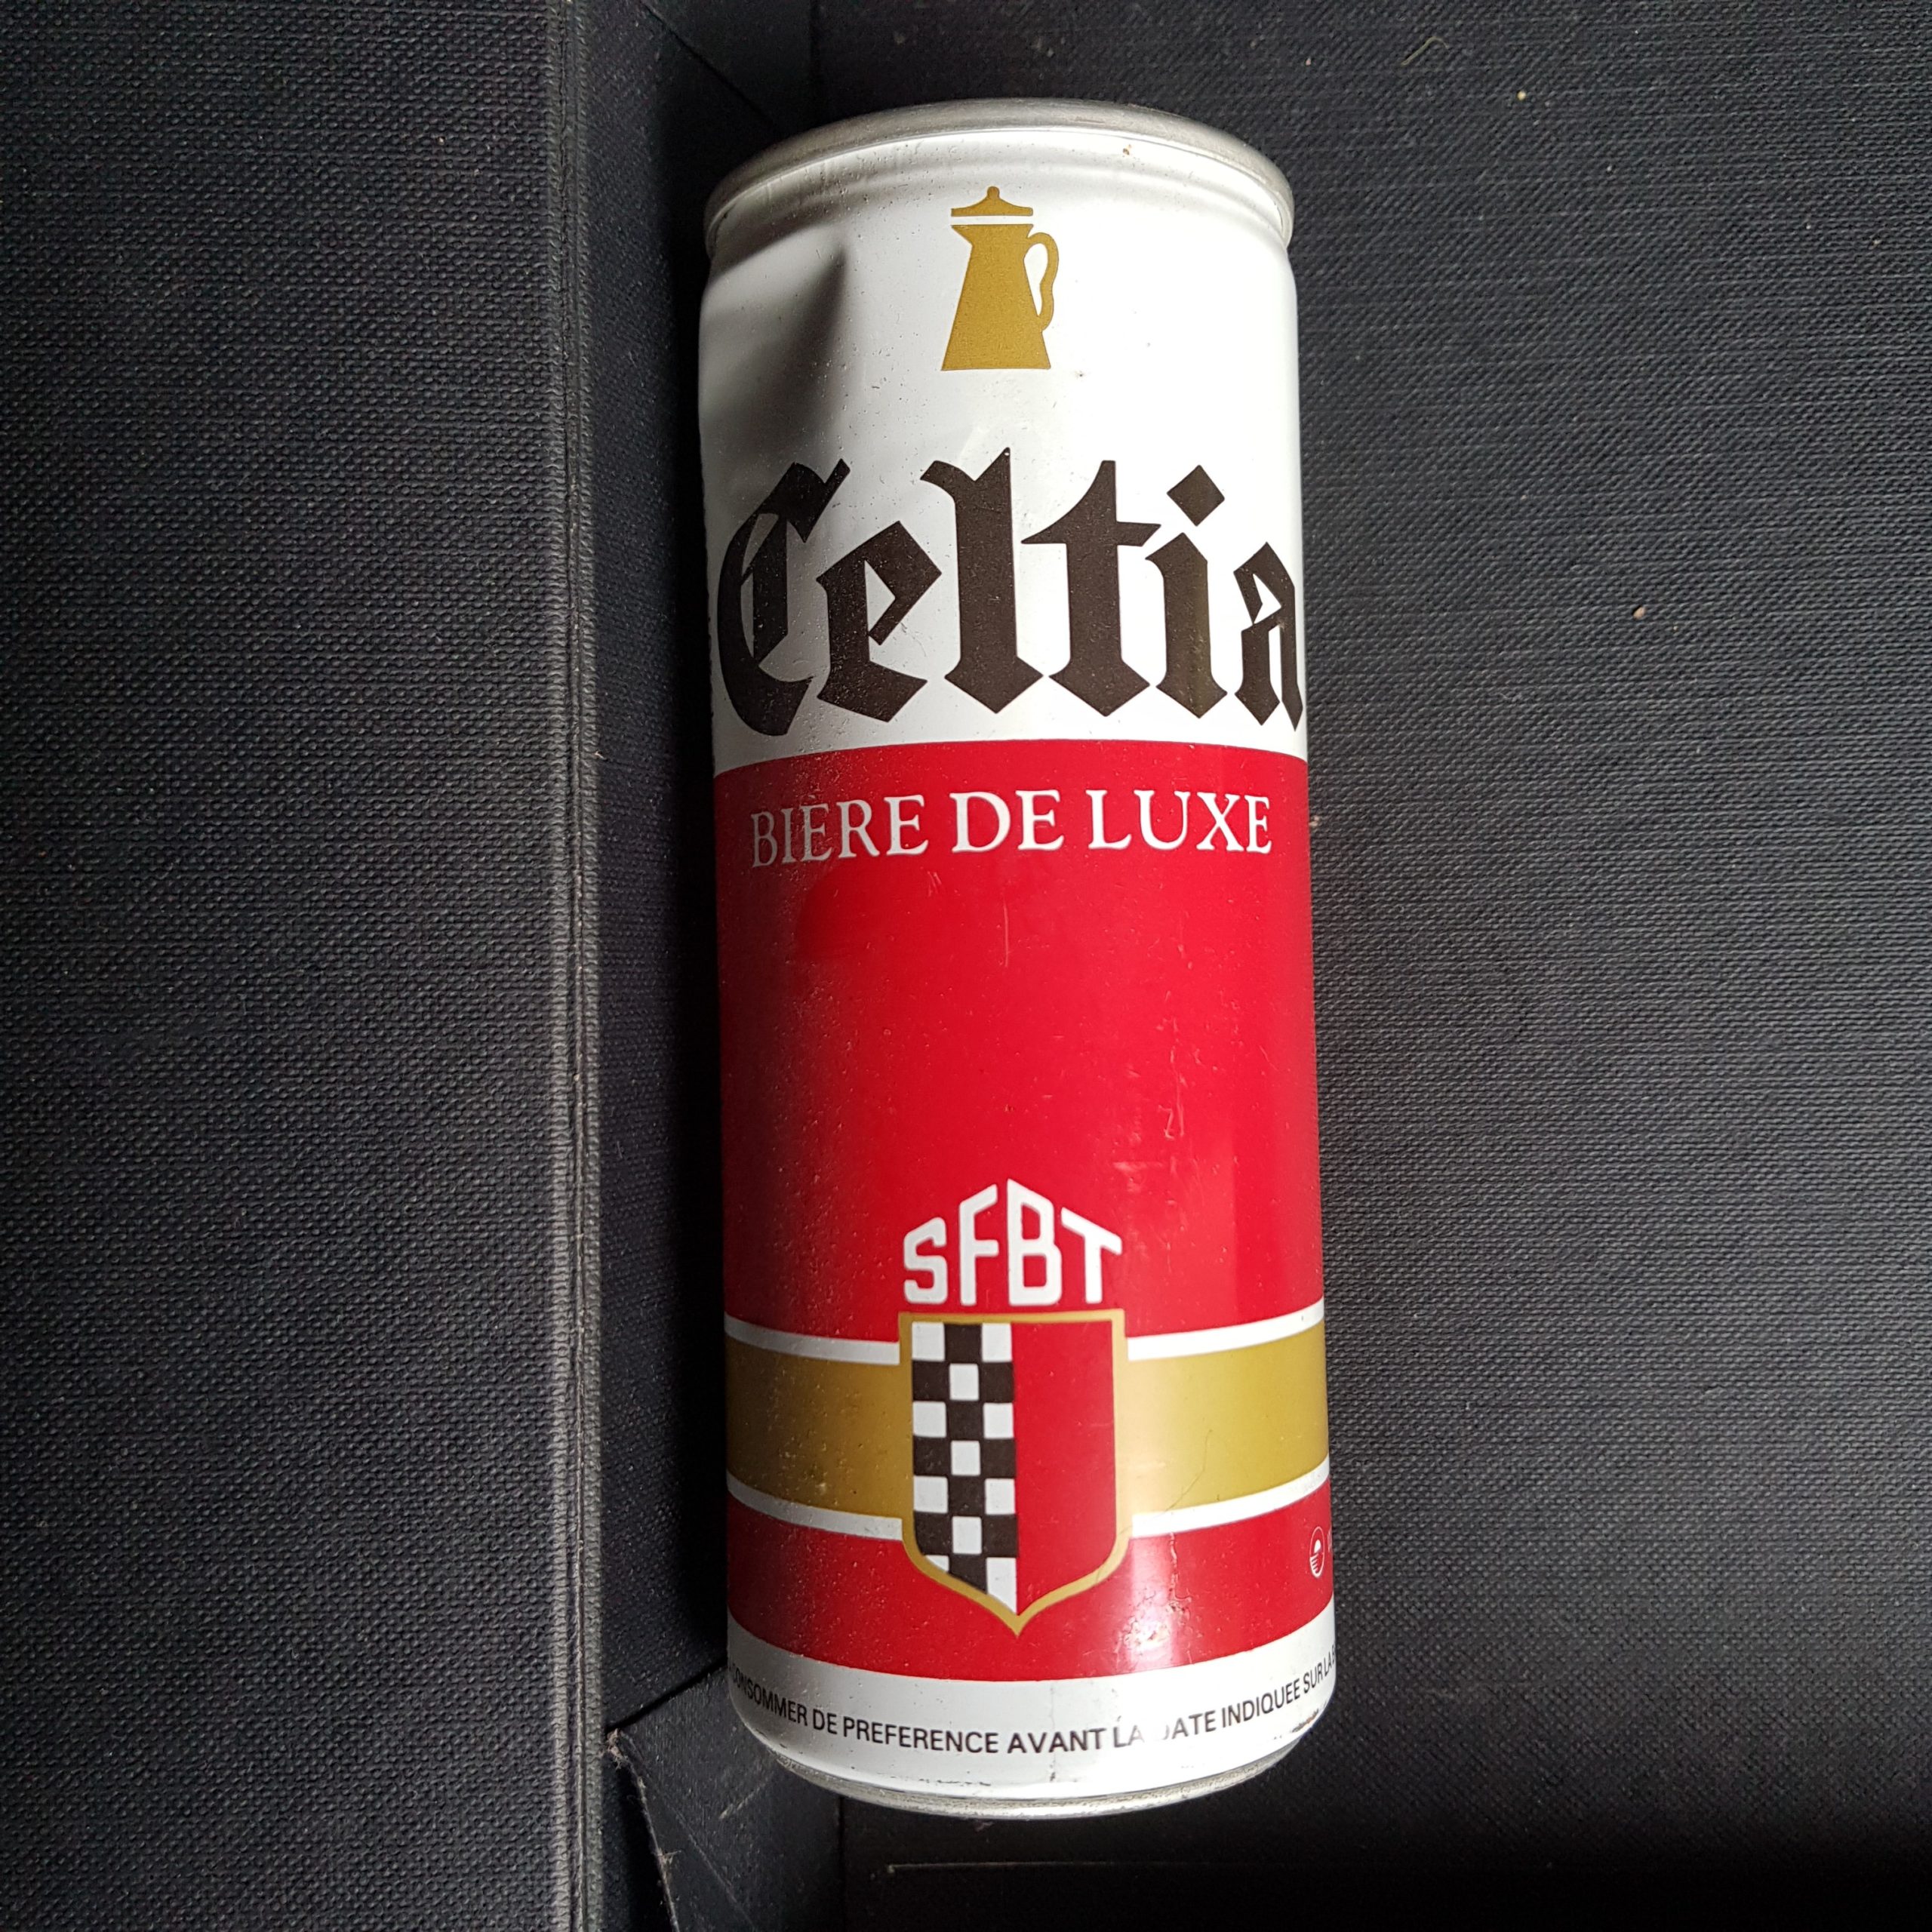 Celtia
BIERE DE LUXE
SFBT
CONSOMMER DE PREFERENCE AVANT LA DATE INDIQUEE SUR LA